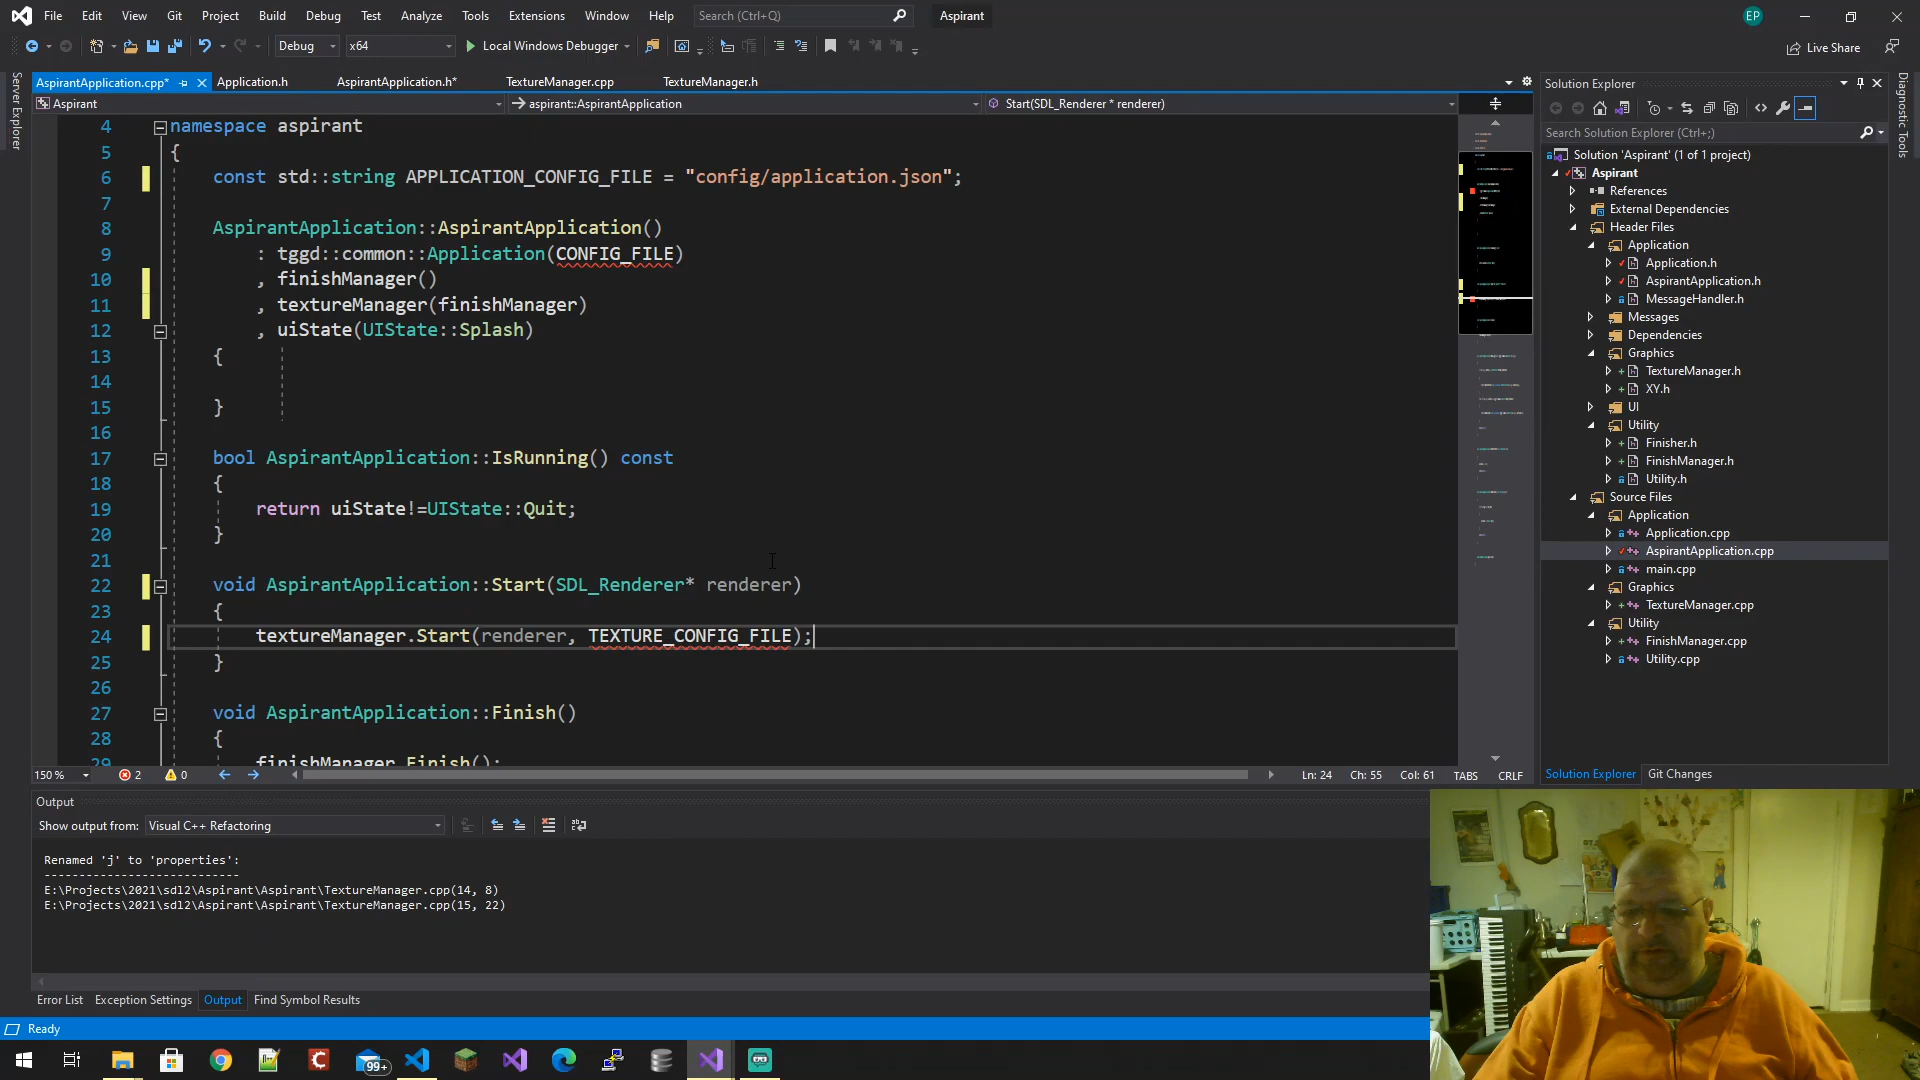 File Edit View Git Project Build Debug Test Analyze Tools Extensions Window Help Search (Ctrl+Q) Aspirant EP
Debug x64 Local Windows Debugger Live Share
Server Explorer
AspirantApplication.cpp* Application.h AspirantApplication.h* TextureManager.cpp TextureManager.h
Aspirant aspirant::AspirantApplication Start(SDL_Renderer * renderer)
4 namespace aspirant
5 {
6 const std::string APPLICATION_CONFIG_FILE = "config/application.json";
7
8 AspirantApplication::AspirantApplication()
9 : tggd::common::Application(CONFIG_FILE)
10 , finishManager()
11 , textureManager(finishManager)
12 , uiState(UIState::Splash)
13 {
14
15 }
16
17 bool AspirantApplication::IsRunning() const
18 {
19 return uiState!=UIState::Quit;
20 }
21
22 void AspirantApplication::Start(SDL_Renderer* renderer)
23 {
24 textureManager.Start(renderer, TEXTURE_CONFIG_FILE);
25 }
26
27 void AspirantApplication::Finish()
28 {
29 finishManager.Finish();
150 % 2 0 Ln: 24 Ch: 55 Col: 61 TABS CRLF
Solution Explorer
Search Solution Explorer (Ctrl+;)
Solution 'Aspirant' (1 of 1 project)
Aspirant
References
External Dependencies
Header Files
Application
Application.h
AspirantApplication.h
MessageHandler.h
Messages
Dependencies
Graphics
TextureManager.h
XY.h
UI
Utility
Finisher.h
FinishManager.h
Utility.h
Source Files
Application
Application.cpp
AspirantApplication.cpp
main.cpp
Graphics
TextureManager.cpp
Utility
FinishManager.cpp
Utility.cpp
Solution Explorer Git Changes
Diagnostic Tools
Output
Show output from: Visual C++ Refactoring
Renamed 'j' to 'properties':
---------------------------
E:\Projects\2021\sdl2\Aspirant\Aspirant\TextureManager.cpp(14, 8)
E:\Projects\2021\sdl2\Aspirant\Aspirant\TextureManager.cpp(15, 22)
Error List Exception Settings Output Find Symbol Results
Ready
99+